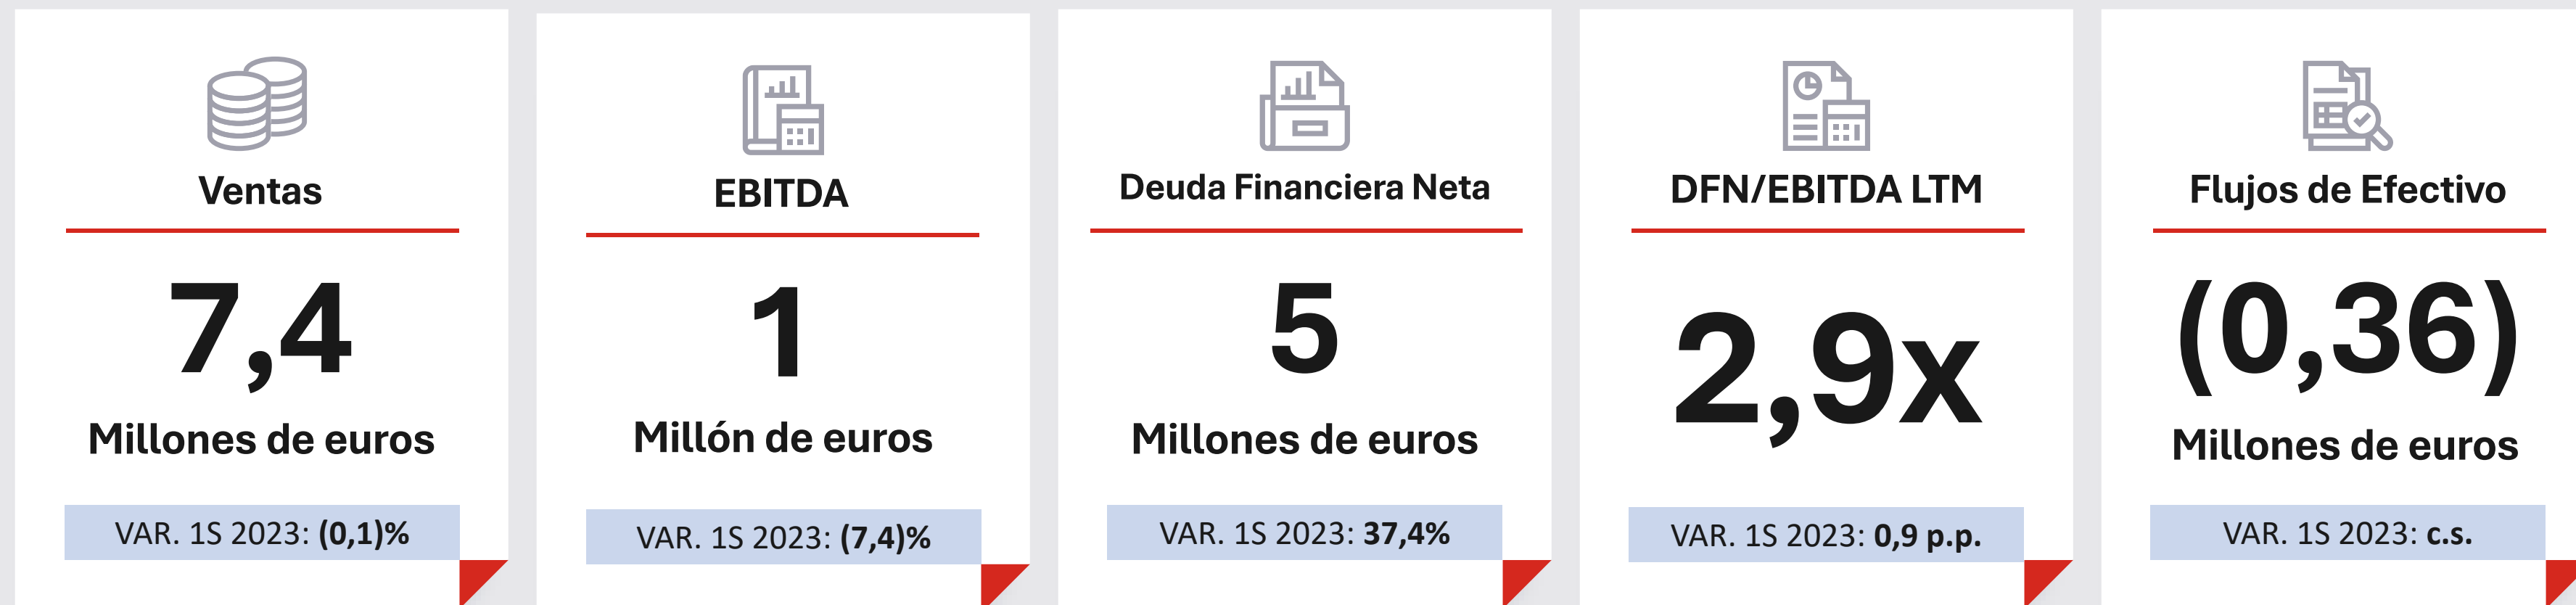 Ventas
7,4
Millones de euros
VAR. 1S 2023: (0,1)%
EBITDA
1
Millón de euros
VAR. 1S 2023: (7,4)%
Deuda Financiera Neta
5
Millones de euros
VAR. 1S 2023: 37,4%
DFN/EBITDA LTM
2,9x
VAR. 1S 2023: 0,9 p.p.
Flujos de Efectivo
(0,36)
Millones de euros
VAR. 1S 2023: c.s.